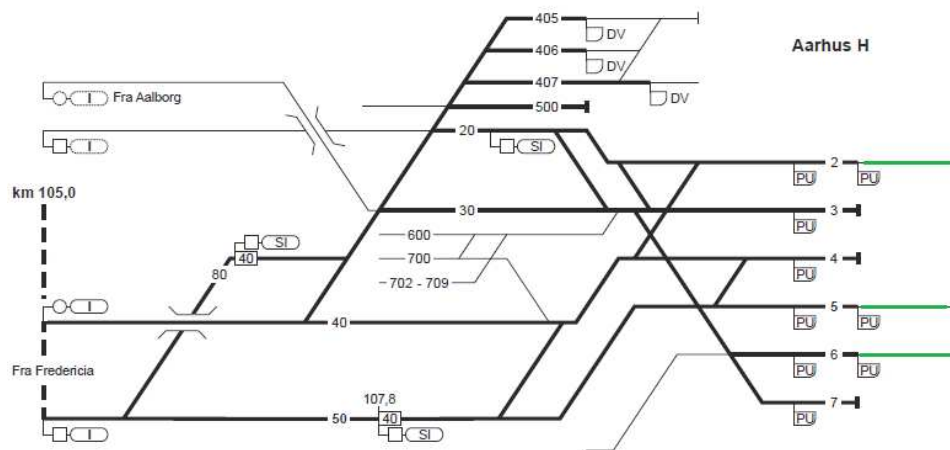 405
DV
Aarhus H
406
DV
407
DV
I
Fra Aalborg
500
20
I
SI
2
PU
PU
km 105,0
30
3
PU
600
SI
40
700
4
80
702 - 709
PU
I
40
5
PU
PU
Fra Fredericia
6
PU
PU
107,8
7
50
40
PU
I
SI